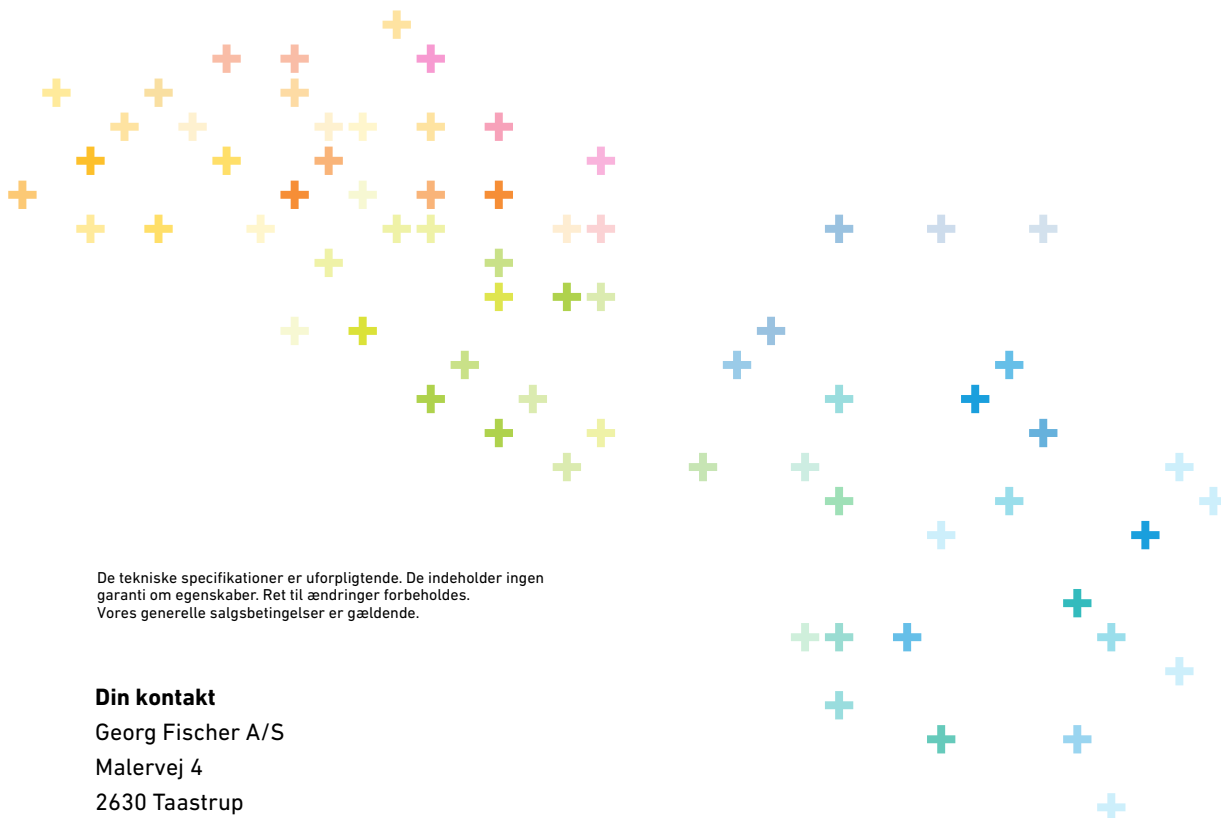 De tekniske specifikationer er uforpligtende. De indeholder ingen
garanti om egenskaber. Ret til ændringer forbeholdes.
Vores generelle salgsbetingelser er gældende.
Din kontakt
Georg Fischer A/S
Malervej 4
2630 Taastrup